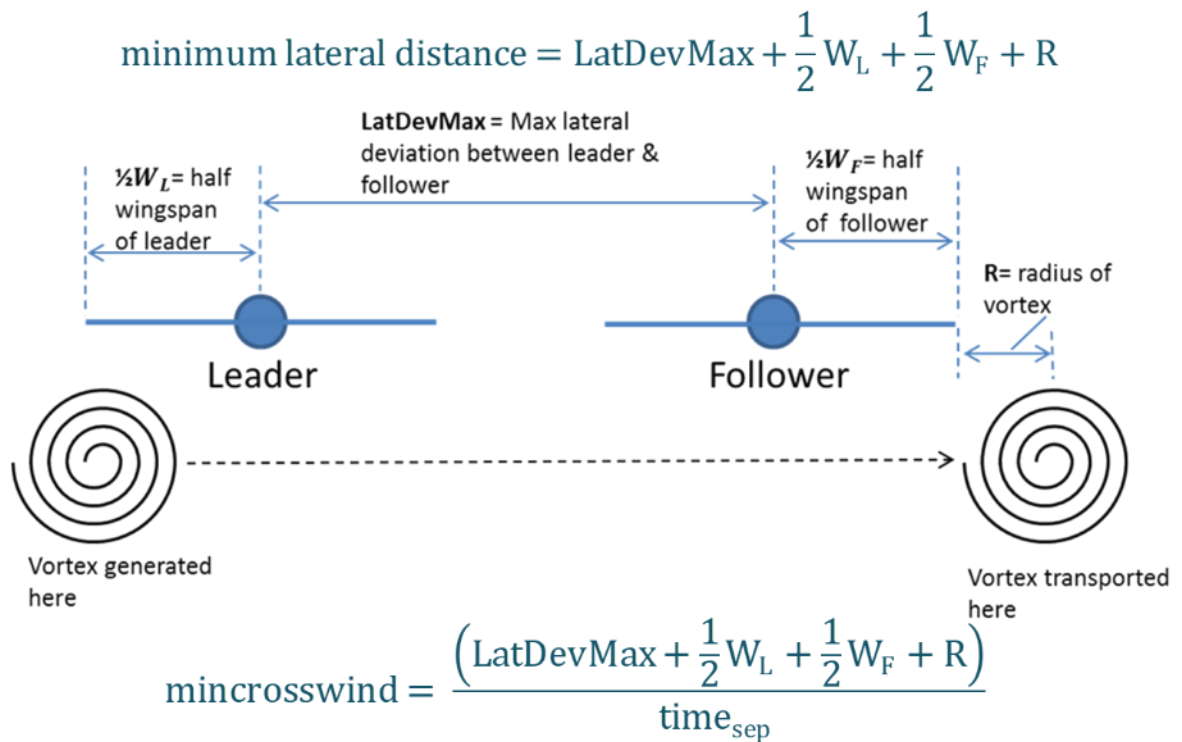 minimum lateral distance = LatDevMax + 1/2 W_L + 1/2 W_F + R
LatDevMax = Max lateral
deviation between leader &
follower
½W_L= half
wingspan
of leader
½W_F= half
wingspan
of follower
R= radius of
vortex
Leader
Follower
Vortex generated
here
Vortex transported
here
mincrosswind = (LatDevMax + 1/2 W_L + 1/2 W_F + R) / time_sep